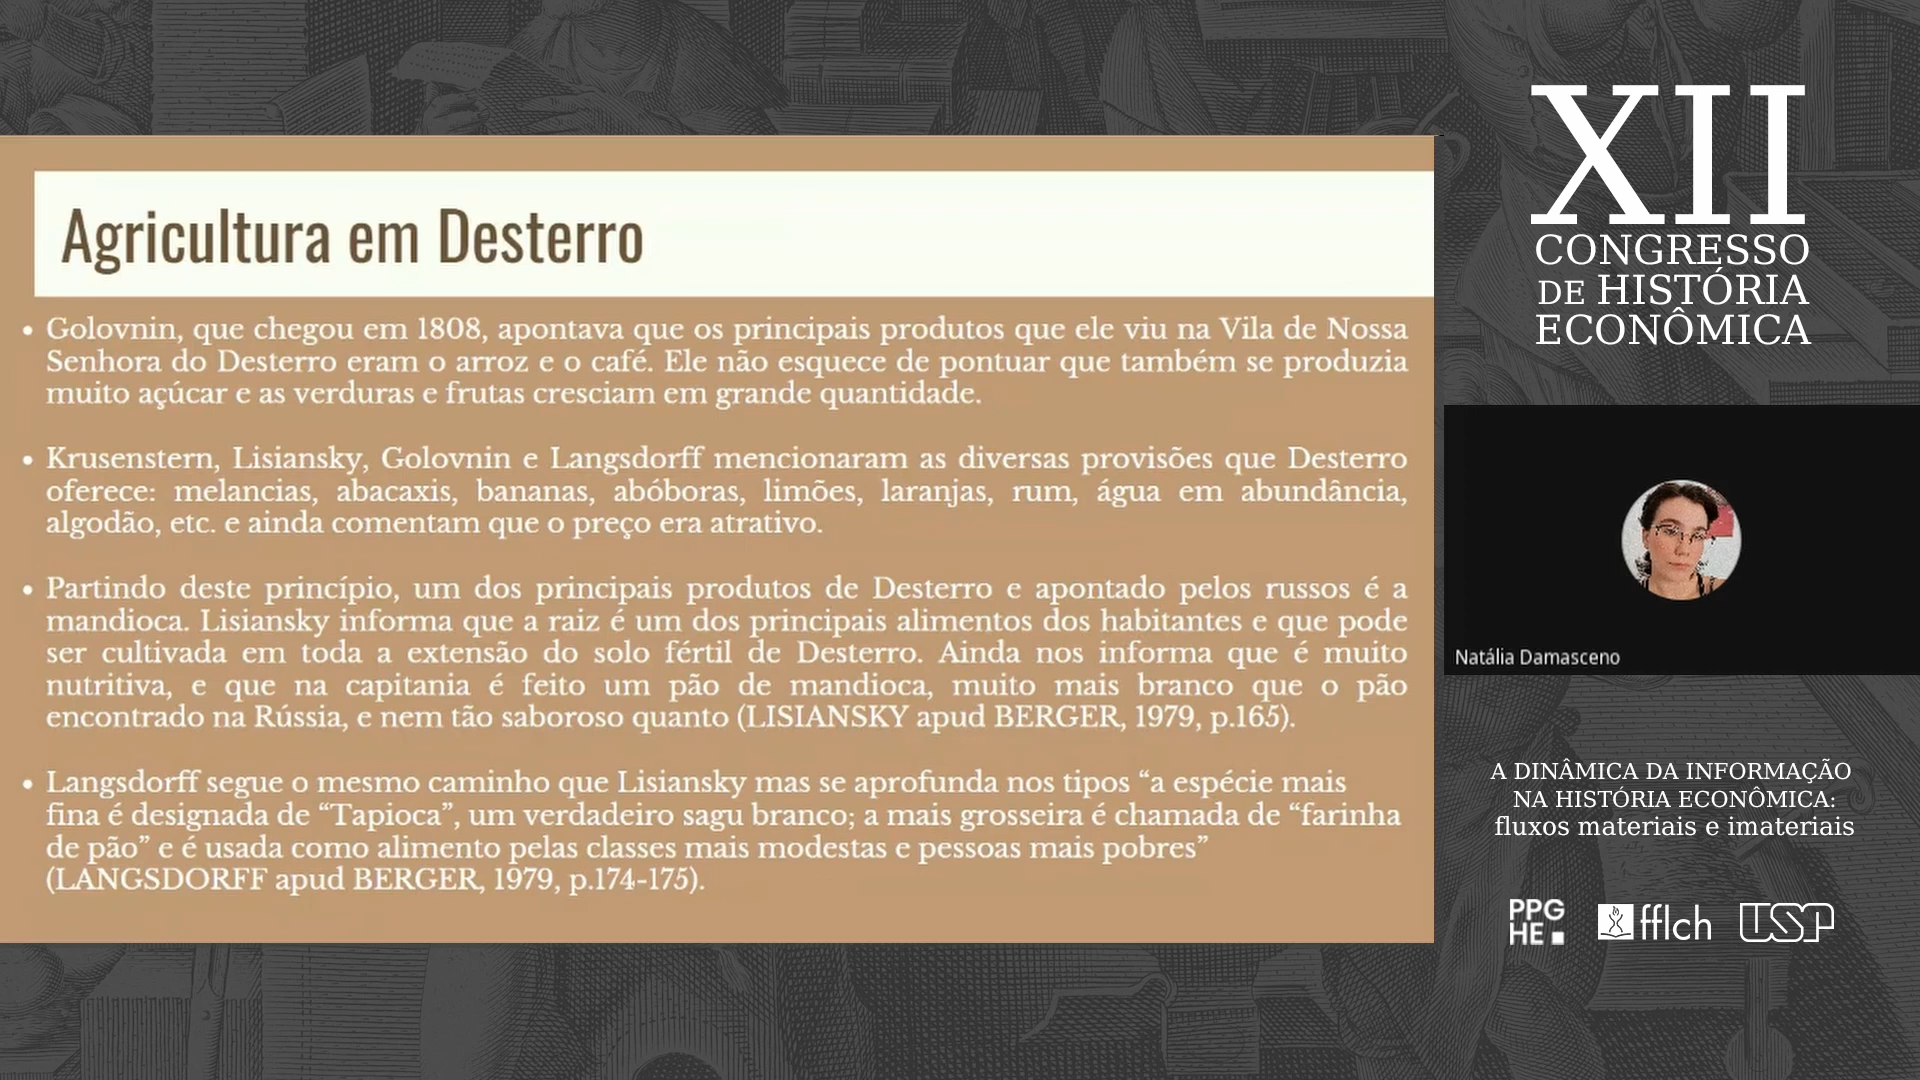 Agricultura em Desterro
• Golovnin, que chegou em 1808, apontava que os principais produtos que ele viu na Vila de Nossa
Senhora do Desterro eram o arroz e o café. Ele não esquece de pontuar que também se produzia
muito açúcar e as verduras e frutas cresciam em grande quantidade.
• Krusenstern, Lisiansky, Golovnin e Langsdorff mencionaram as diversas provisões que Desterro
oferece: melancias, abacaxis, bananas, abóboras, limões, laranjas, rum, água em abundância,
algodão, etc. e ainda comentam que o preço era atrativo.
• Partindo deste princípio, um dos principais produtos de Desterro e apontado pelos russos é a
mandioca. Lisiansky informa que a raiz é um dos principais alimentos dos habitantes e que pode
ser cultivada em toda a extensão do solo fértil de Desterro. Ainda nos informa que é muito
nutritiva, e que na capitania é feito um pão de mandioca, muito mais branco que o pão
encontrado na Rússia, e nem tão saboroso quanto (LISIANSKY apud BERGER, 1979, p.165).
• Langsdorff segue o mesmo caminho que Lisiansky mas se aprofunda nos tipos “a espécie mais
fina é designada de “Tapioca”, um verdadeiro sagu branco; a mais grosseira é chamada de “farinha
de pão” e é usada como alimento pelas classes mais modestas e pessoas mais pobres”
(LANGSDORFF apud BERGER, 1979, p.174-175).
XII
CONGRESSO
DE HISTÓRIA
ECONÔMICA
Natália Damasceno
A DINÂMICA DA INFORMAÇÃO
NA HISTÓRIA ECONÔMICA:
fluxos materiais e imateriais
PPG
HE
fflch
USP